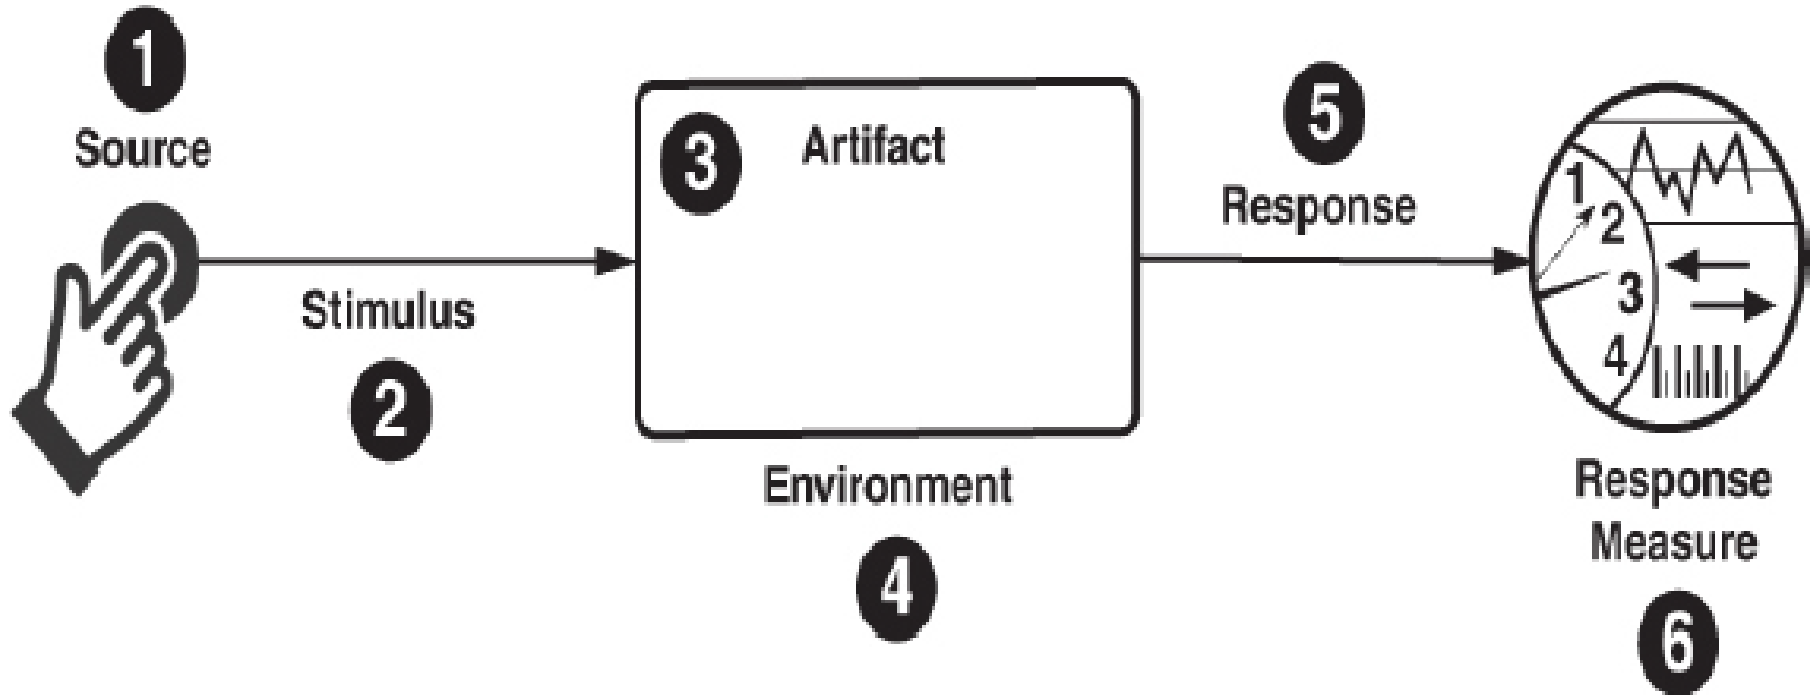 1
Source
Stimulus
2
3 Artifact
Environment
4
5
Response
1
2
3
4
Response
Measure
6